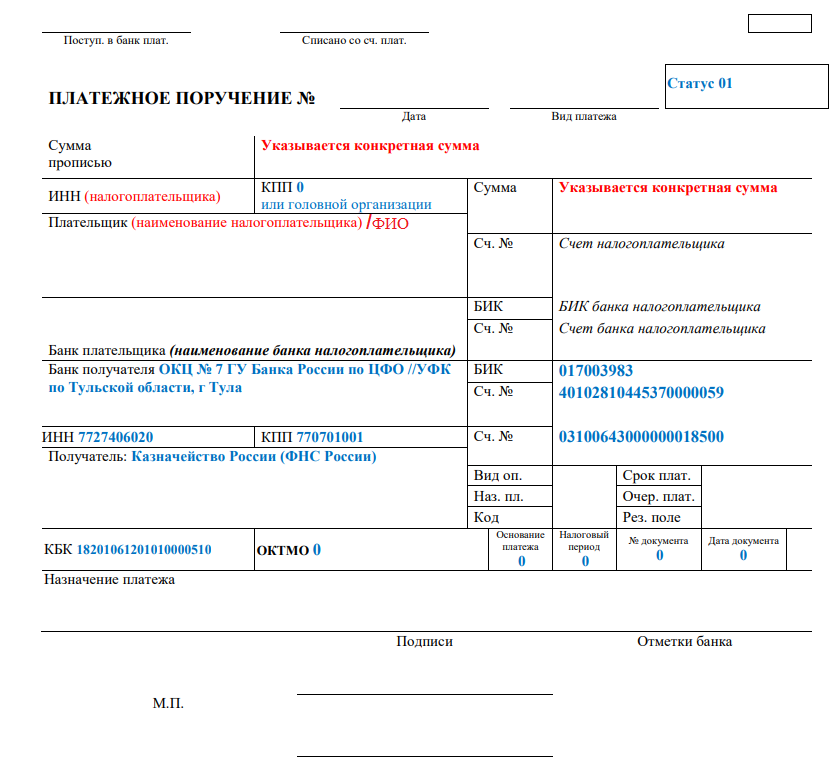 Поступ. в банк плат.
Списано со сч. плат.
Статус 01
ПЛАТЕЖНОЕ ПОРУЧЕНИЕ №
Дата
Вид платежа
Сумма
прописью
Указывается конкретная сумма
ИНН (налогоплательщика)
КПП 0
или головной организации
Сумма
Указывается конкретная сумма
Плательщик (наименование налогоплательщика) /ФИО
Сч. №
Счет налогоплательщика
БИК
БИК банка налогоплательщика
Сч. №
Счет банка налогоплательщика
Банк плательщика (наименование банка налогоплательщика)
Банк получателя ОКЦ № 7 ГУ Банка России по ЦФО //УФК
по Тульской области, г Тула
БИК
017003983
Сч. №
40102810445370000059
ИНН 7727406020
КПП 770701001
Сч. №
03100643000000018500
Получатель: Казначейство России (ФНС России)
Вид оп.
Срок плат.
Наз. пл.
Очер. плат.
Код
Рез. поле
КБК 18201061201010000510
ОКТМО 0
Основание
платежа
0
Налоговый
период
0
№ документа
0
Дата документа
0
Назначение платежа
Подписи
Отметки банка
М.П.